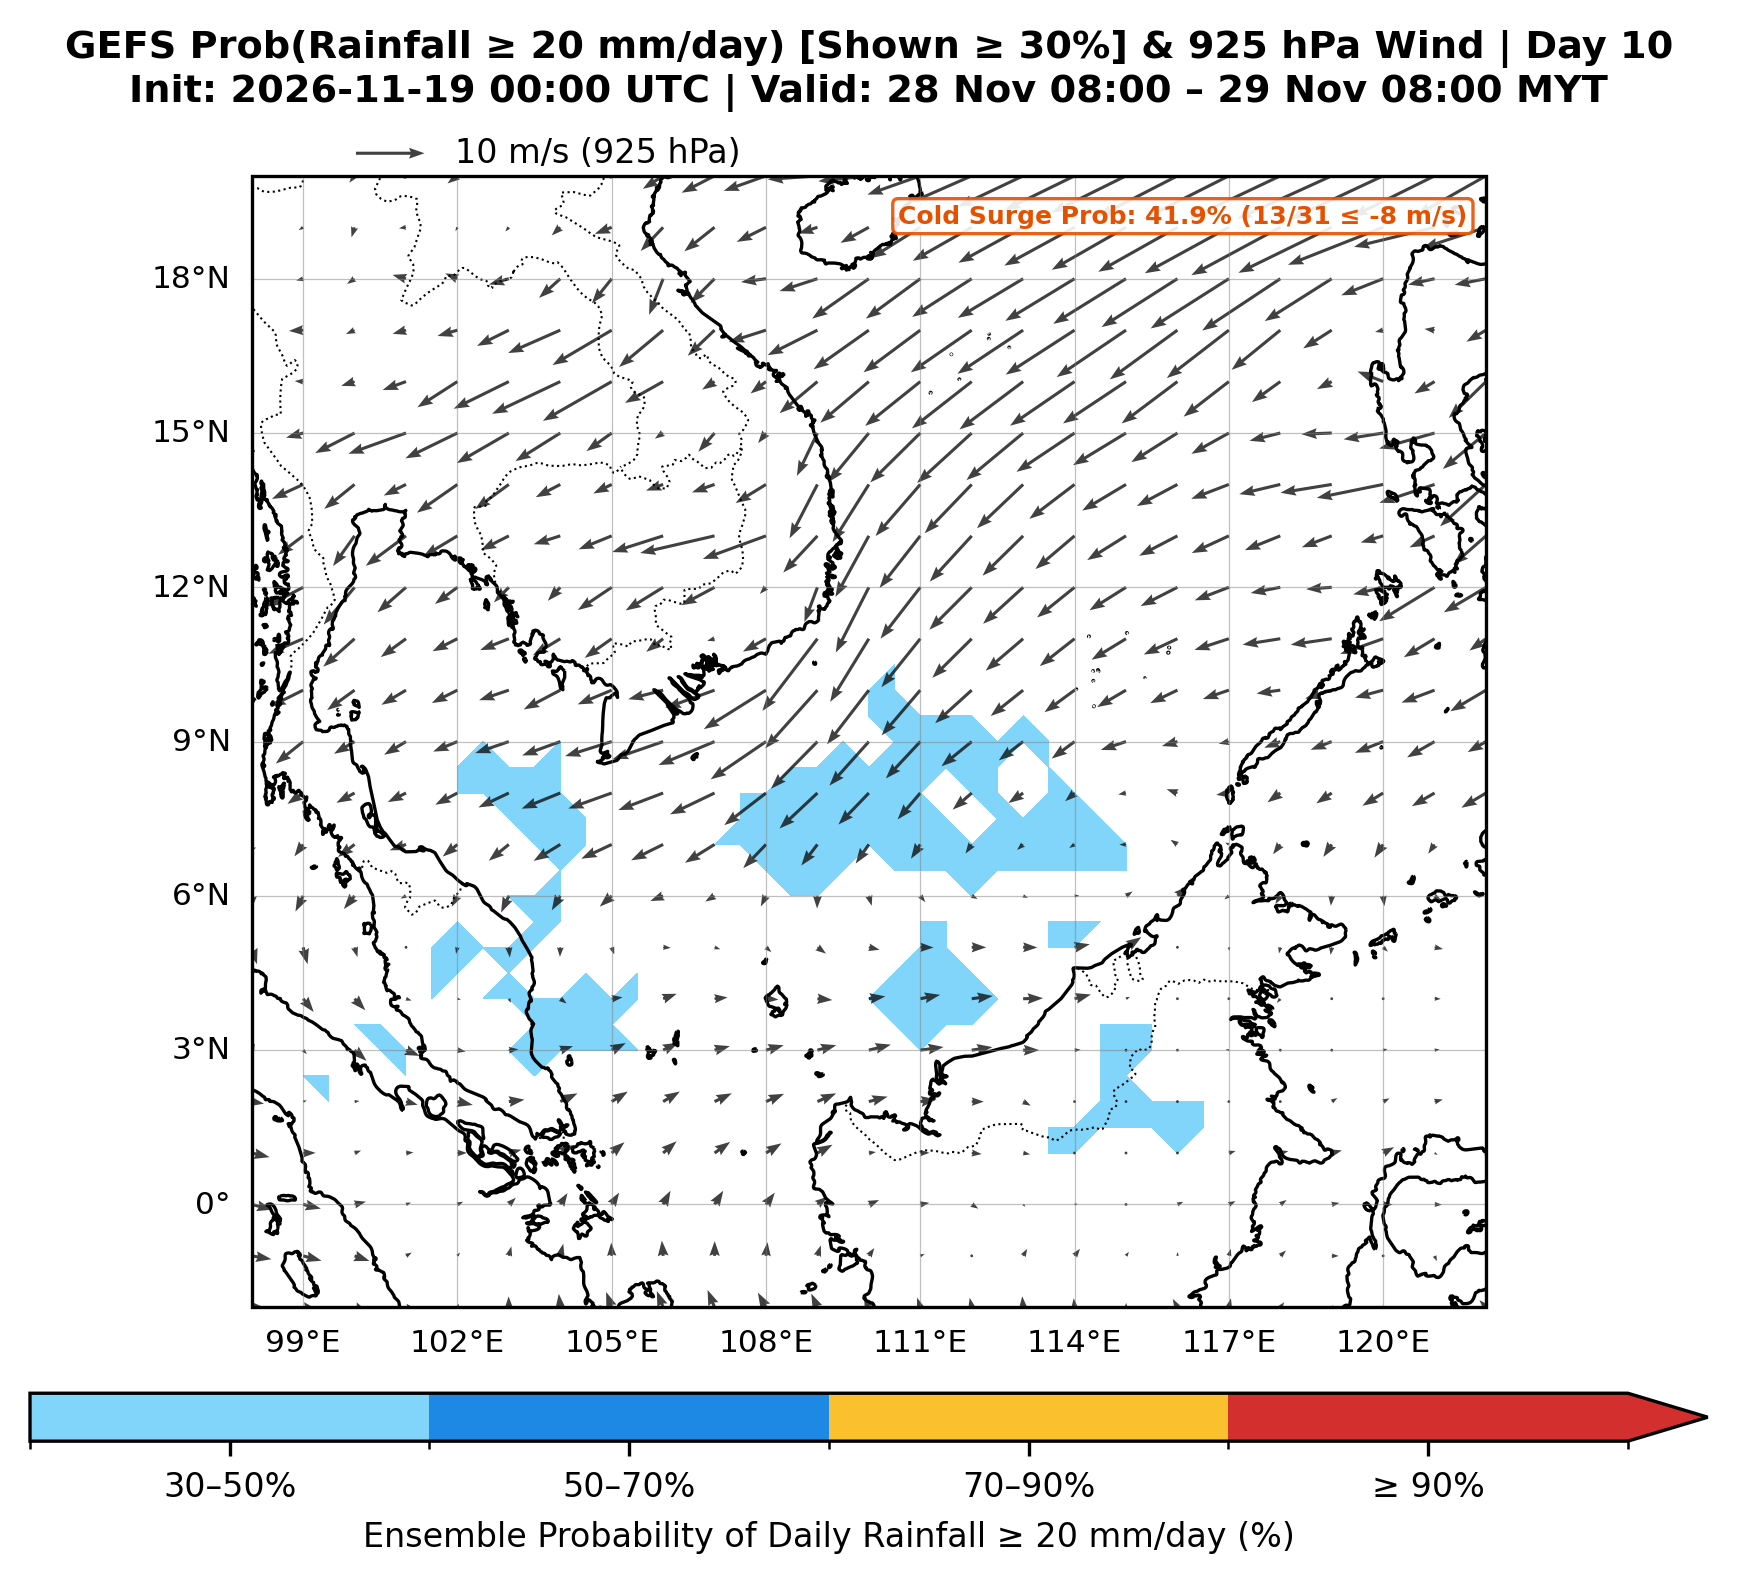 GEFS Prob(Rainfall ≥ 20 mm/day) [Shown ≥ 30%] & 925 hPa Wind | Day 10
Init: 2026-11-19 00:00 UTC | Valid: 28 Nov 08:00 – 29 Nov 08:00 MYT
10 m/s (925 hPa)
Cold Surge Prob: 41.9% (13/31 ≤ -8 m/s)
18°N
15°N
12°N
9°N
6°N
3°N
0°
99°E 102°E 105°E 108°E 111°E 114°E 117°E 120°E
30–50% 50–70% 70–90% ≥ 90%
Ensemble Probability of Daily Rainfall ≥ 20 mm/day (%)